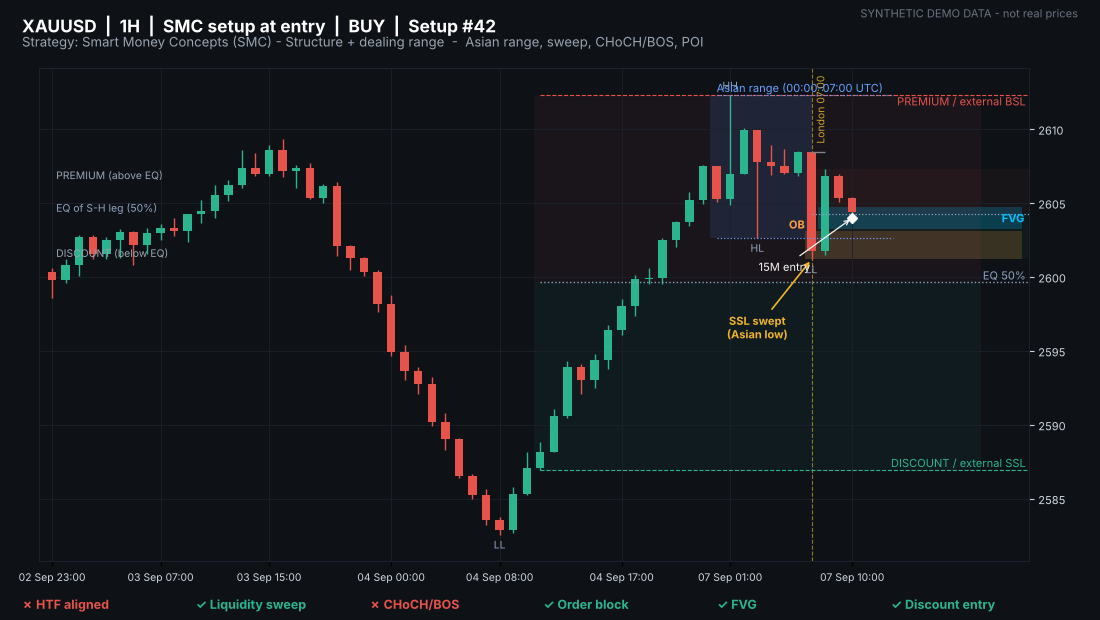 XAUUSD | 1H | SMC setup at entry | BUY | Setup #42
SYNTHETIC DEMO DATA - not real prices
Strategy: Smart Money Concepts (SMC) - Structure + dealing range - Asian range, sweep, CHoCH/BOS, POI
HH
Asian range (00:00-07:00 UTC)
London 07:00
PREMIUM / external BSL
2610
PREMIUM (above EQ)
EQ of S-H leg (50%)
2605
OB
FVG
DISCOUNT (below EQ)
HL
15M entry
LL
EQ 50%
2600
SSL swept
(Asian low)
2595
2590
DISCOUNT / external SSL
2585
LL
02 Sep 23:00
03 Sep 07:00
03 Sep 15:00
04 Sep 00:00
04 Sep 08:00
04 Sep 17:00
07 Sep 01:00
07 Sep 10:00
× HTF aligned
✓ Liquidity sweep
× CHoCH/BOS
✓ Order block
✓ FVG
✓ Discount entry